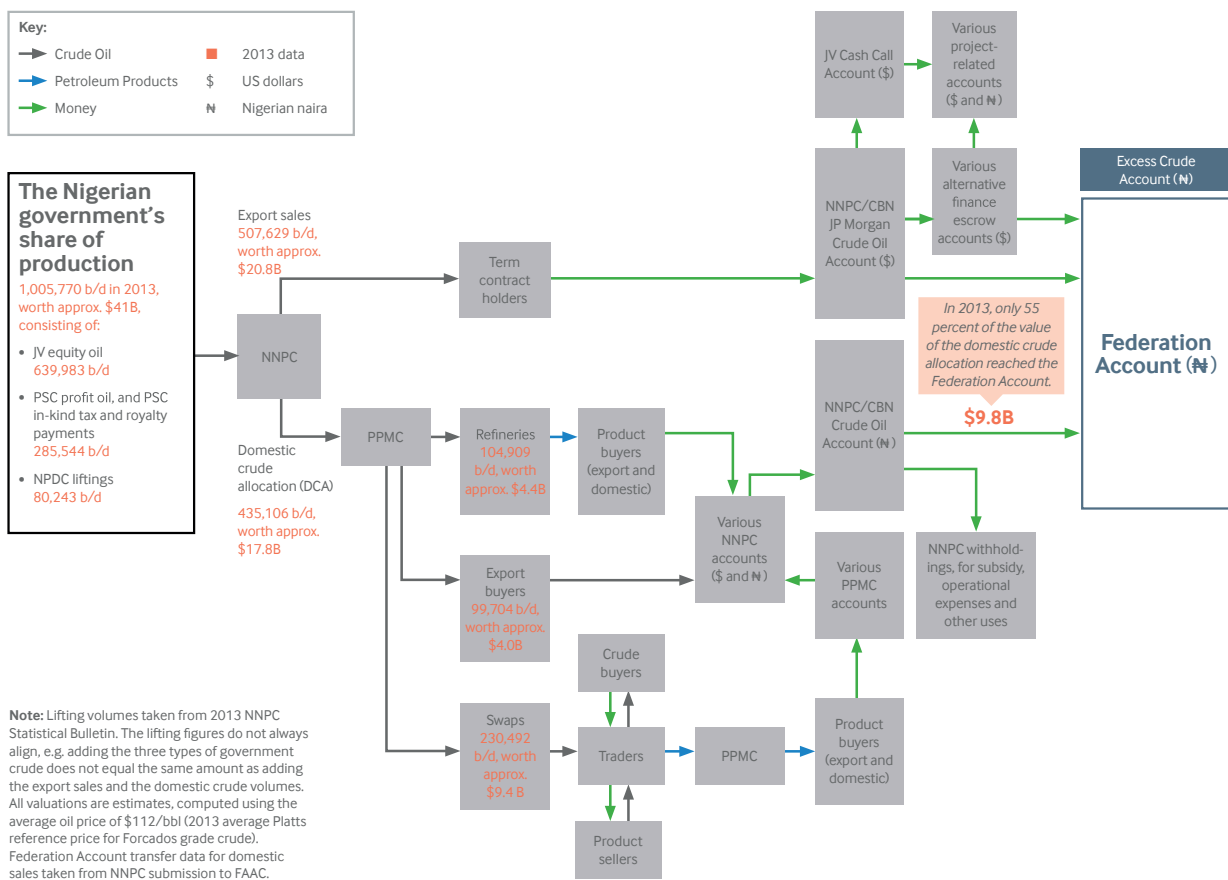 Key:
Crude Oil
Petroleum Products
Money
2013 data
$ US dollars
₦ Nigerian naira
The Nigerian
government’s
share of
production
1,005,770 b/d in 2013,
worth approx. $41B,
consisting of:
• JV equity oil
639,983 b/d
• PSC profit oil, and PSC
in-kind tax and royalty
payments
285,544 b/d
• NPDC liftings
80,243 b/d
NNPC
Export sales
507,629 b/d,
worth approx.
$20.8B
Domestic
crude
allocation (DCA)
435,106 b/d,
worth approx.
$17.8B
Term
contract
holders
PPMC
Refineries
104,909
b/d, worth
approx. $4.4B
Product
buyers
(export and
domestic)
Export
buyers
99,704 b/d,
worth approx.
$4.0B
Swaps
230,492
b/d, worth
approx.
$9.4 B
Crude
buyers
Traders
Product
sellers
PPMC
Product
buyers
(export and
domestic)
Various
PPMC
accounts
Various
NNPC
accounts
($ and ₦)
JV Cash Call
Account ($)
Various
project-
related
accounts
($ and ₦)
NNPC/CBN
JP Morgan
Crude Oil
Account ($)
Various
alternative
finance
escrow
accounts ($)
NNPC/CBN
Crude Oil
Account (₦)
In 2013, only 55
percent of the value
of the domestic crude
allocation reached the
Federation Account.
$9.8B
NNPC withhold-
ings, for subsidy,
operational
expenses and
other uses
Excess Crude
Account (₦)
Federation
Account (₦)
Note: Lifting volumes taken from 2013 NNPC
Statistical Bulletin. The lifting figures do not always
align, e.g. adding the three types of government
crude does not equal the same amount as adding
the export sales and the domestic crude volumes.
All valuations are estimates, computed using the
average oil price of $112/bbl (2013 average Platts
reference price for Forcados grade crude).
Federation Account transfer data for domestic
sales taken from NNPC submission to FAAC.